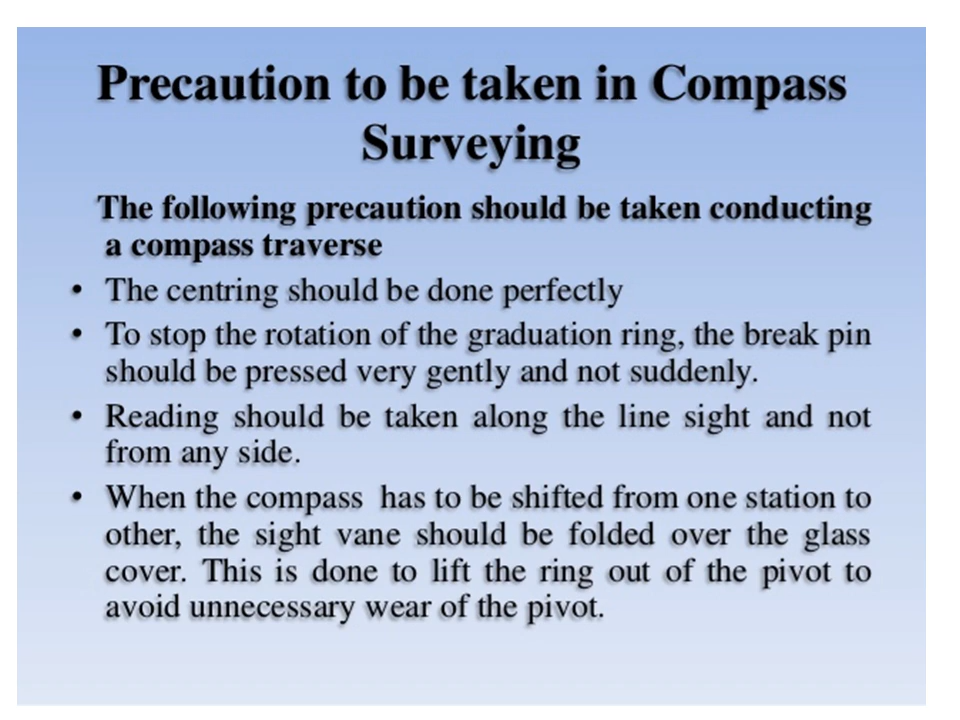 Precaution to be taken in Compass
Surveying
The following precaution should be taken conducting
a compass traverse
• The centring should be done perfectly
• To stop the rotation of the graduation ring, the break pin
should be pressed very gently and not suddenly.
• Reading should be taken along the line sight and not
from any side.
• When the compass has to be shifted from one station to
other, the sight vane should be folded over the glass
cover. This is done to lift the ring out of the pivot to
avoid unnecessary wear of the pivot.